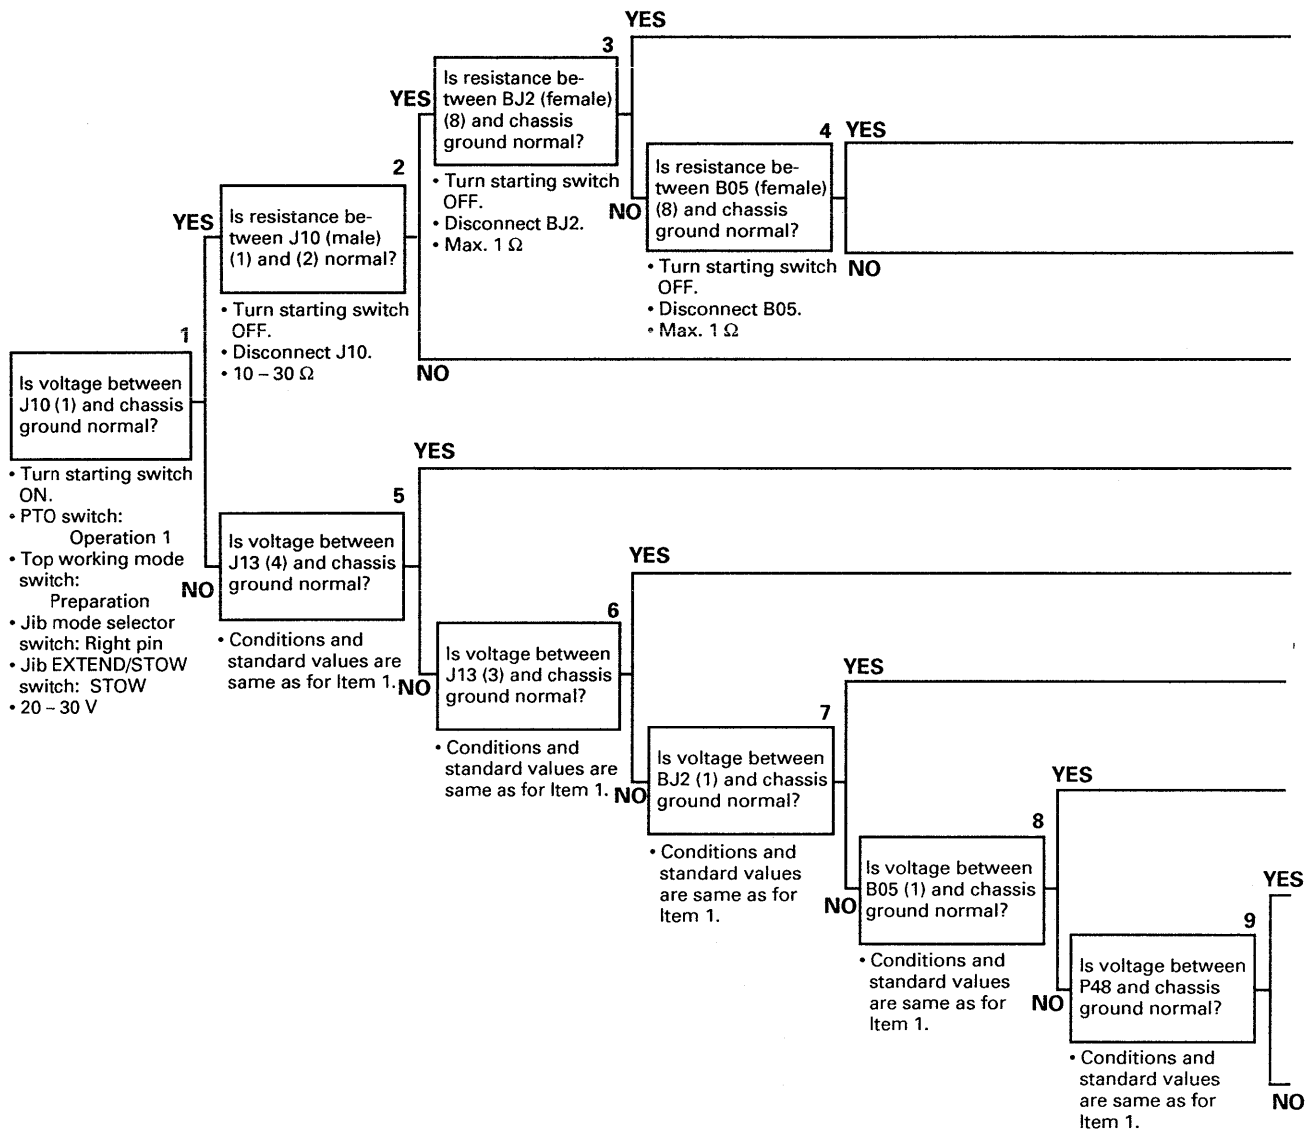 YES
3
Is resistance be-
tween BJ2 (female)
(8) and chassis
ground normal?
YES
• Turn starting switch
OFF.
• Disconnect BJ2.
• Max. 1 Ω
NO
4
YES
Is resistance be-
tween B05 (female)
(8) and chassis
ground normal?
• Turn starting switch
OFF.
• Disconnect B05.
• Max. 1 Ω
NO
2
YES
Is resistance be-
tween J10 (male)
(1) and (2) normal?
• Turn starting switch
OFF.
• Disconnect J10.
• 10 – 30 Ω
NO
1
Is voltage between
J10 (1) and chassis
ground normal?
• Turn starting switch
ON.
• PTO switch:
Operation 1
• Top working mode
switch:
Preparation
• Jib mode selector
switch: Right pin
• Jib EXTEND/STOW
switch: STOW
• 20 – 30 V
NO
5
YES
Is voltage between
J13 (4) and chassis
ground normal?
• Conditions and
standard values are
same as for Item 1.
NO
6
YES
Is voltage between
J13 (3) and chassis
ground normal?
• Conditions and
standard values are
same as for Item 1.
NO
7
YES
Is voltage between
BJ2 (1) and chassis
ground normal?
• Conditions and
standard values
are same as for
Item 1.
NO
8
YES
Is voltage between
B05 (1) and chassis
ground normal?
• Conditions and
standard values
are same as for
Item 1.
NO
9
YES
Is voltage between
P48 and chassis
ground normal?
• Conditions and
standard values
are same as for
Item 1.
NO